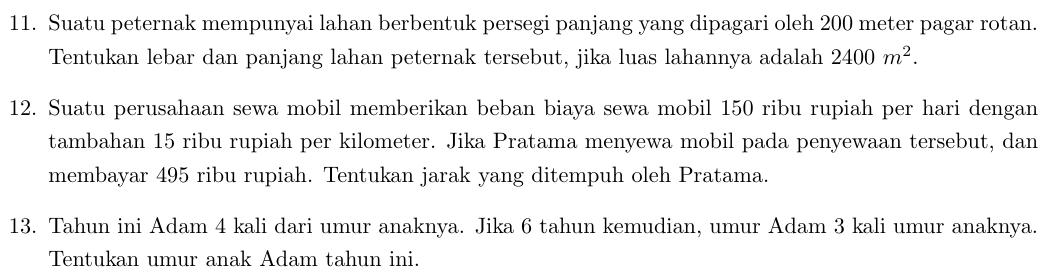 11. Suatu peternak mempunyai lahan berbentuk persegi panjang yang dipagari oleh 200 meter pagar rotan.
Tentukan lebar dan panjang lahan peternak tersebut, jika luas lahannya adalah 2400 m².
12. Suatu perusahaan sewa mobil memberikan beban biaya sewa mobil 150 ribu rupiah per hari dengan
tambahan 15 ribu rupiah per kilometer. Jika Pratama menyewa mobil pada penyewaan tersebut, dan
membayar 495 ribu rupiah. Tentukan jarak yang ditempuh oleh Pratama.
13. Tahun ini Adam 4 kali dari umur anaknya. Jika 6 tahun kemudian, umur Adam 3 kali umur anaknya.
Tentukan umur anak Adam tahun ini.